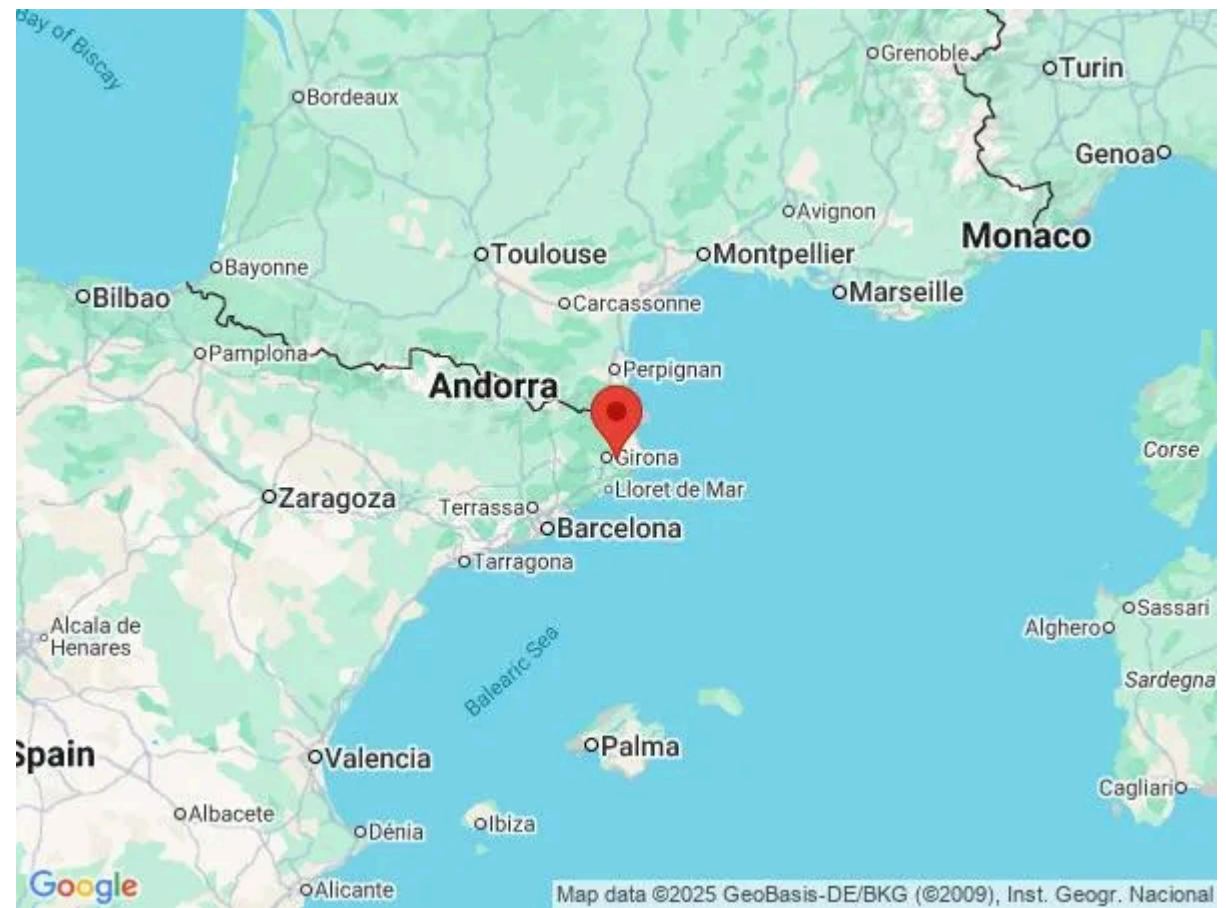 Bay of Biscay
Grenoble
Turin
Bordeaux
Genoa
Avignon
Monaco
Toulouse
Montpellier
Bayonne
Bilbao
Marseille
Carcassonne
Pamplona
Perpignan
Andorra
Corse
Girona
Lloret de Mar
Zaragoza
Terrassa
Barcelona
Tarragona
Sassari
Alghero
Alcala de
Henares
Balearic Sea
Sardegna
Palma
Spain
Valencia
Cagliari
Albacete
Ibiza
Dénia
Google
Alicante
Map data ©2025 GeoBasis-DE/BKG (©2009), Inst. Geogr. Nacional